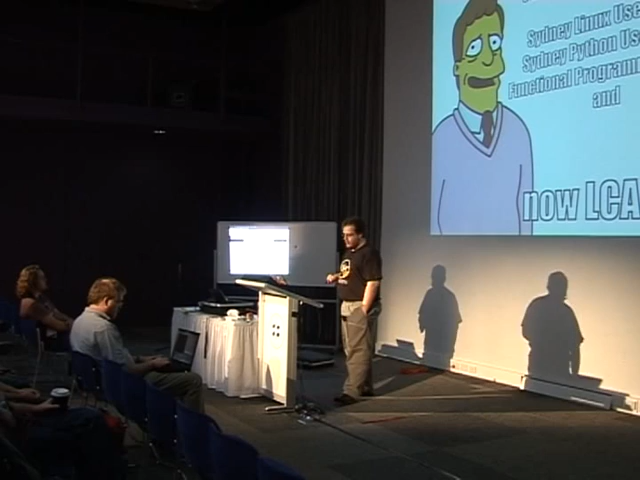 Sydney Linux Use
Sydney Python Use
Functional Programm
and
now LCA